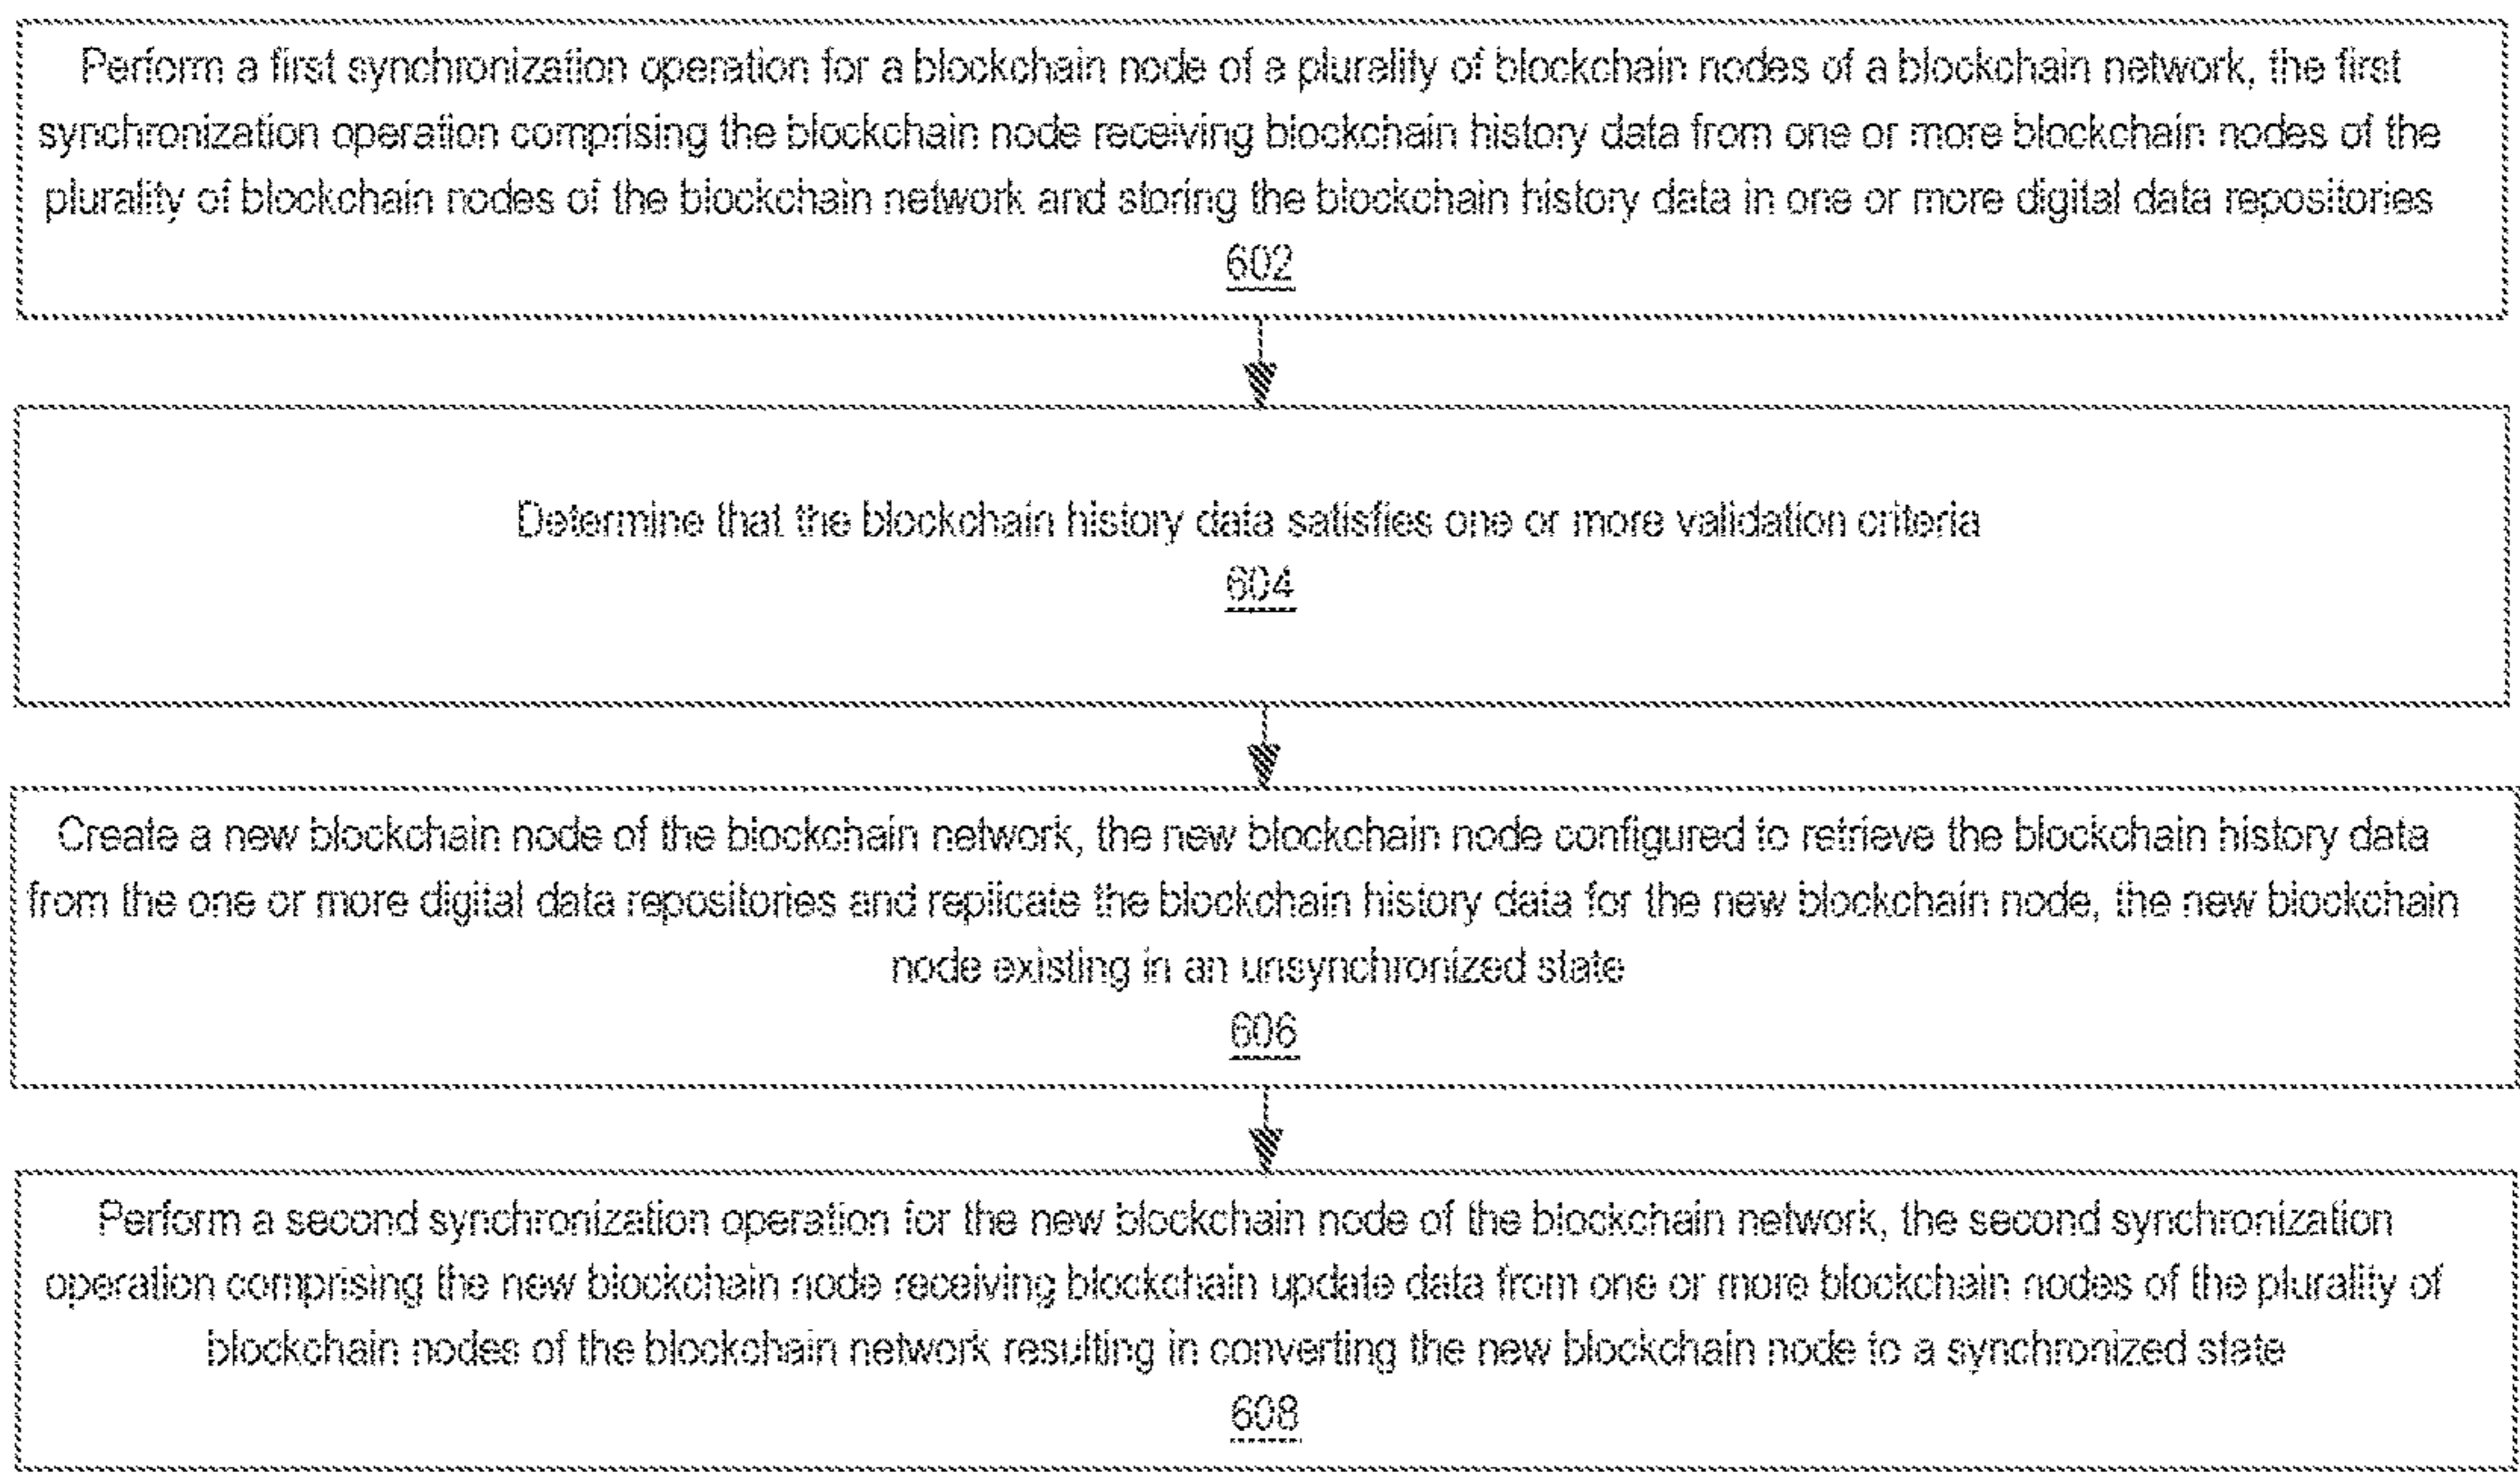 Perform a first synchronization operation for a blockchain node of a plurality of blockchain nodes of a blockchain network, the first
synchronization operation comprising the blockchain node receiving blockchain history data from one or more blockchain nodes of the
plurality of blockchain nodes of the blockchain network and storing the blockchain history data in one or more digital data repositories
602
Determine that the blockchain history data satisfies one or more validation criteria
604
Create a new blockchain node of the blockchain network, the new blockchain node configured to retrieve the blockchain history data
from the one or more digital data repositories and replicate the blockchain history data for the new blockchain node, the new blockchain
node existing in an unsynchronized state
606
Perform a second synchronization operation for the new blockchain node of the blockchain network, the second synchronization
operation comprising the new blockchain node receiving blockchain update data from one or more blockchain nodes of the plurality of
blockchain nodes of the blockchain network resulting in converting the new blockchain node to a synchronized state
608